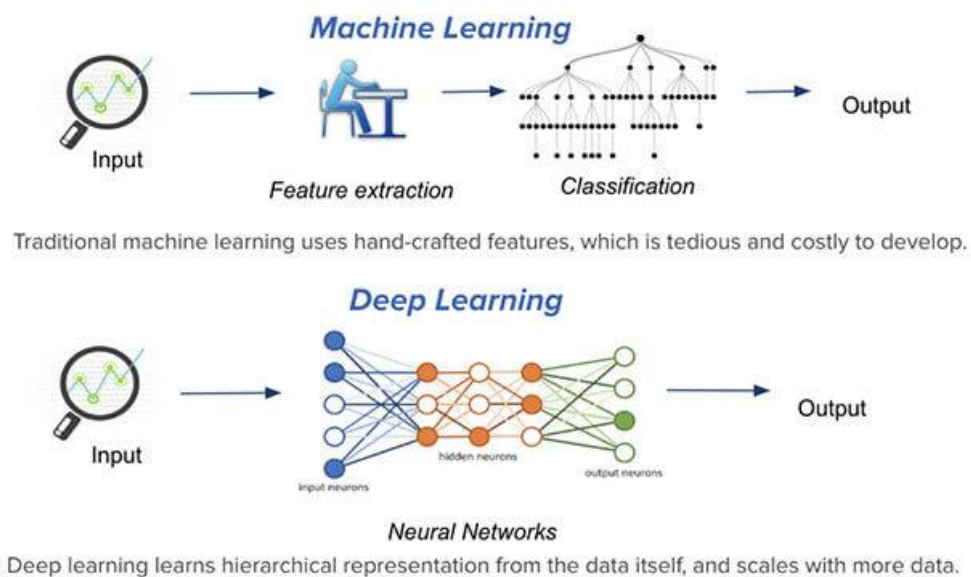 Machine Learning
Input
Feature extraction
Classification
Output
Traditional machine learning uses hand-crafted features, which is tedious and costly to develop.
Deep Learning
Input
input neurons
hidden neurons
output neurons
Output
Neural Networks
Deep learning learns hierarchical representation from the data itself, and scales with more data.